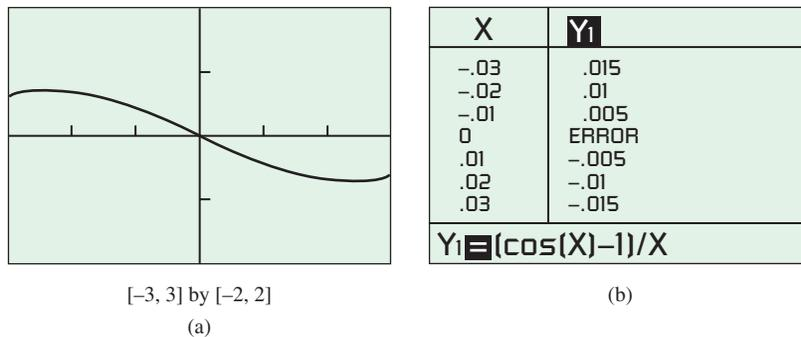 X Y1
–.03 .015
–.02 .01
–.01 .005
0 ERROR
.01 –.005
.02 –.01
.03 –.015
Y1=(cos(X)–1)/X
[–3, 3] by [–2, 2]
(a)
(b)